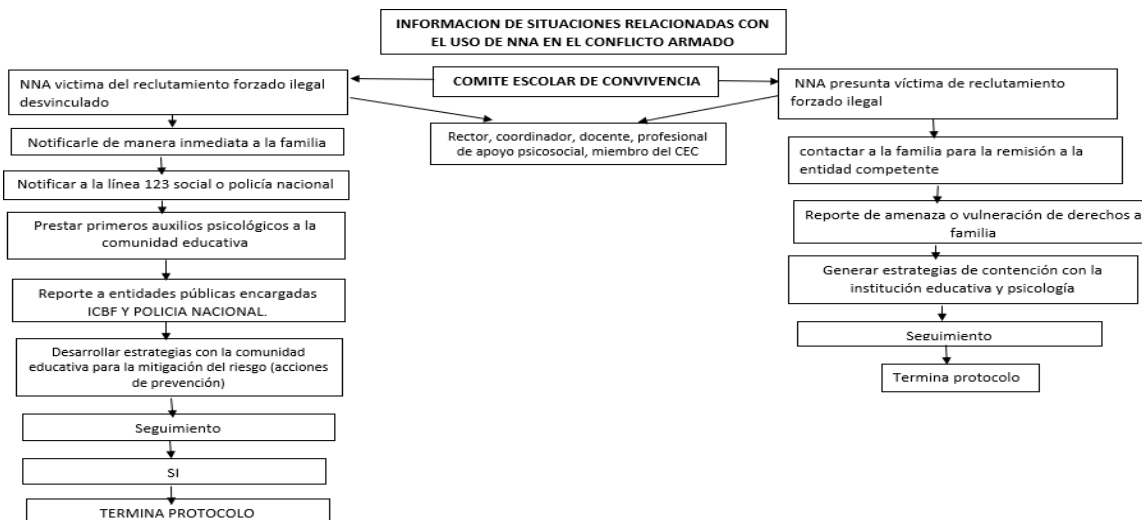 INFORMACION DE SITUACIONES RELACIONADAS CON
EL USO DE NNA EN EL CONFLICTO ARMADO
COMITE ESCOLAR DE CONVIVENCIA
Rector, coordinador, docente, profesional
de apoyo psicosocial, miembro del CEC
NNA victima del reclutamiento forzado ilegal
desvinculado
Notificarle de manera inmediata a la familia
Notificar a la línea 123 social o policía nacional
Prestar primeros auxilios psicológicos a la
comunidad educativa
Reporte a entidades públicas encargadas
ICBF Y POLICIA NACIONAL.
Desarrollar estrategias con la comunidad
educativa para la mitigación del riesgo (acciones
de prevención)
Seguimiento
SI
TERMINA PROTOCOLO
NNA presunta víctima de reclutamiento
forzado ilegal
contactar a la familia para la remisión a la
entidad competente
Reporte de amenaza o vulneración de derechos a
familia
Generar estrategias de contención con la
institución educativa y psicología
Seguimiento
Termina protocolo